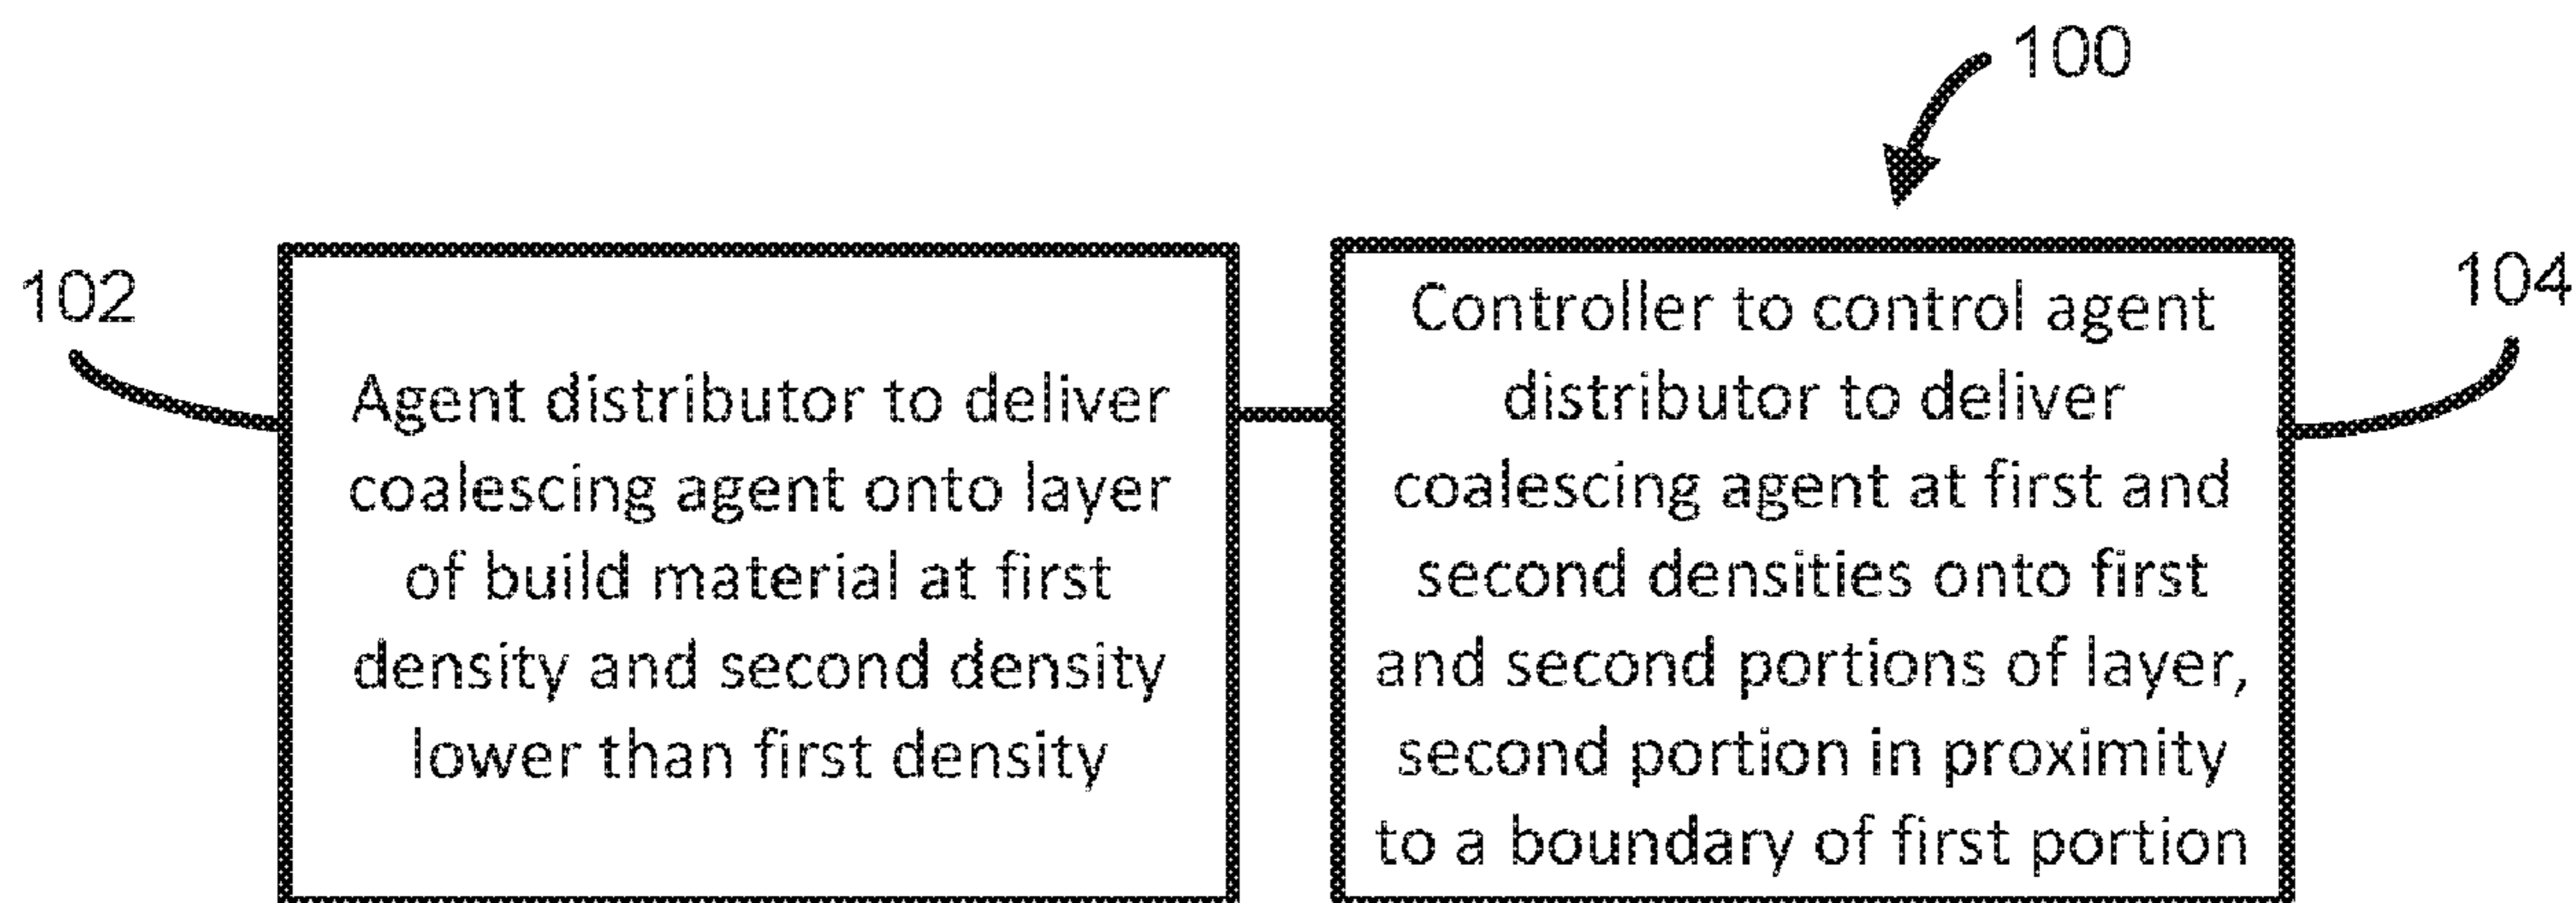 100
102
Agent distributor to deliver
coalescing agent onto layer
of build material at first
density and second density
lower than first density
Controller to control agent
distributor to deliver
coalescing agent at first and
second densities onto first
and second portions of layer,
second portion in proximity
to a boundary of first portion
104